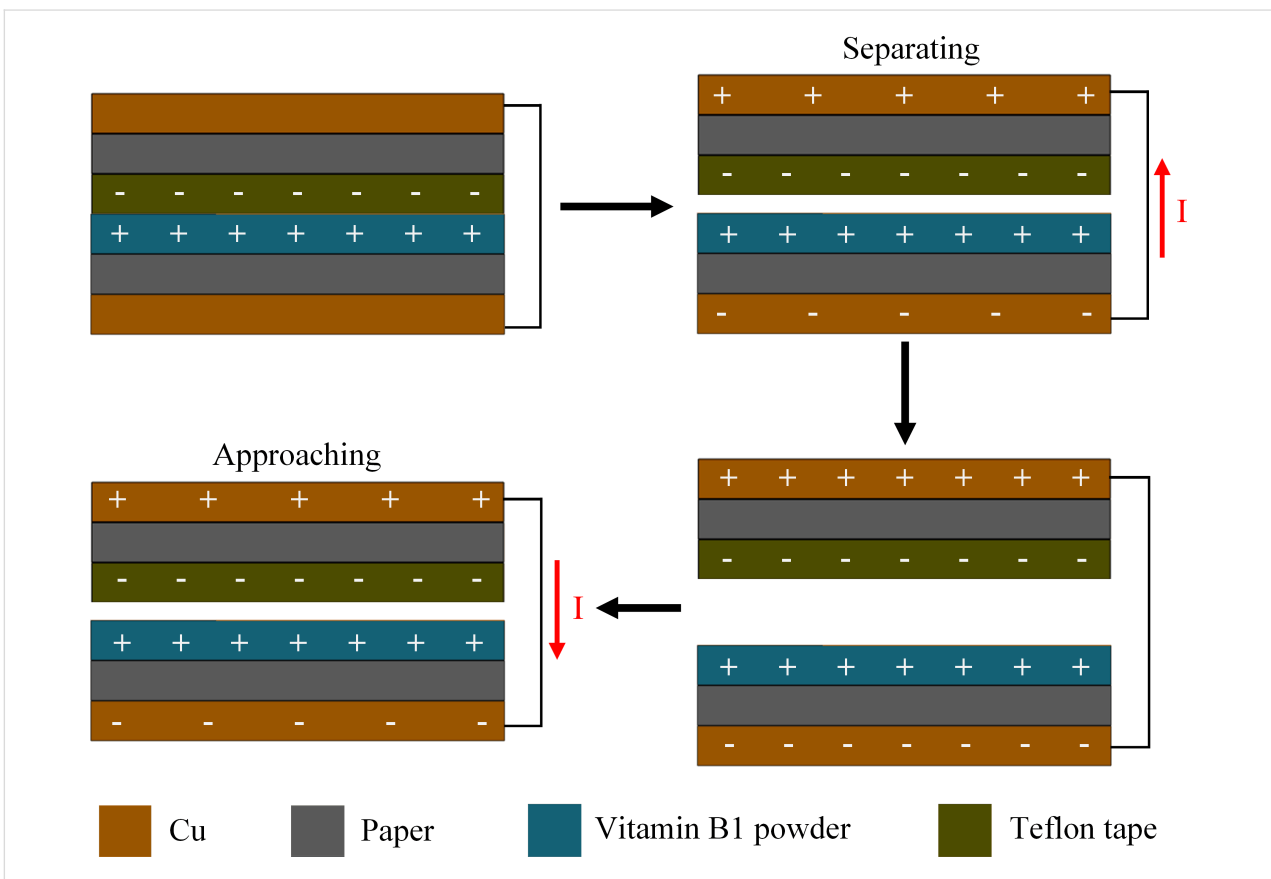 Separating
+ + + + +
- - - - - - -
- - - - - - -
+ + + + + + +
+ + + + + + +
- - - - -
I
Approaching
+ + + + + + +
+ + + + +
- - - - - - -
- - - - - - -
I
+ + + + + + +
+ + + + + + +
- - - - -
- - - - - - -
Cu
Paper
Vitamin B1 powder
Teflon tape